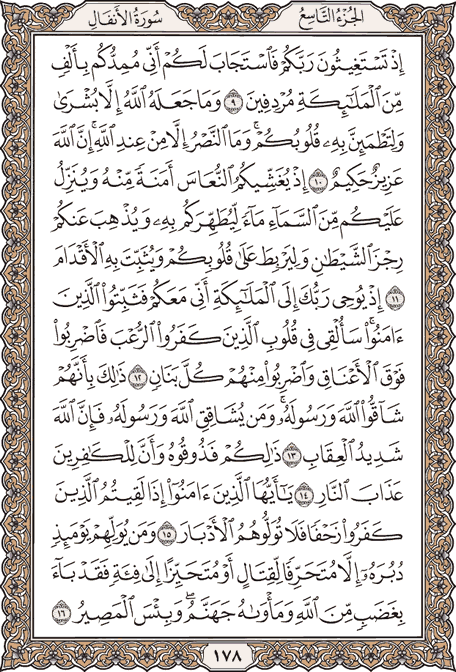 الجزء التاسع
سورة الأنفال
إِذْ تَسْتَغِيثُونَ رَبَّكُمْ فَٱسْتَجَابَ لَكُمْ أَنِّى مُمِدُّكُم بِأَلْفٍ
مِّنَ ٱلْمَلَٰٓئِكَةِ مُرْدِفِينَ ٩ وَمَا جَعَلَهُ ٱللَّهُ إِلَّا بُشْرَىٰ
وَلِتَطْمَئِنَّ بِهِۦ قُلُوبُكُمْ ۚ وَمَا ٱلنَّصْرُ إِلَّا مِنْ عِندِ ٱللَّهِ ۚ إِنَّ ٱللَّهَ
عَزِيزٌ حَكِيمٌ ١٠ إِذْ يُغَشِّيكُمُ ٱلنُّعَاسَ أَمَنَةً مِّنْهُ وَيُنَزِّلُ
عَلَيْكُم مِّنَ ٱلسَّمَآءِ مَآءً لِّيُطَهِّرَكُم بِهِۦ وَيُذْهِبَ عَنكُمْ
رِجْزَ ٱلشَّيْطَٰنِ وَلِيَرْبِطَ عَلَىٰ قُلُوبِكُمْ وَيُثَبِّتَ بِهِ ٱلْأَقْدَامَ
١١ إِذْ يُوحِى رَبُّكَ إِلَى ٱلْمَلَٰٓئِكَةِ أَنِّى مَعَكُمْ فَثَبِّتُوا۟ ٱلَّذِينَ
ءَامَنُوا۟ ۚ سَأُلْقِى فِى قُلُوبِ ٱلَّذِينَ كَفَرُوا۟ ٱلرُّعْبَ فَٱضْرِبُوا۟
فَوْقَ ٱلْأَعْنَاقِ وَٱضْرِبُوا۟ مِنْهُمْ كُلَّ بَنَانٍ ١٢ ذَٰلِكَ بِأَنَّهُمْ
شَآقُّوا۟ ٱللَّهَ وَرَسُولَهُۥ ۚ وَمَن يُشَاقِقِ ٱللَّهَ وَرَسُولَهُۥ فَإِنَّ ٱللَّهَ
شَدِيدُ ٱلْعِقَابِ ١٣ ذَٰلِكُمْ فَذُوقُوهُ وَأَنَّ لِلْكَٰفِرِينَ
عَذَابَ ٱلنَّارِ ١٤ يَٰٓأَيُّهَا ٱلَّذِينَ ءَامَنُوٓا۟ إِذَا لَقِيتُمُ ٱلَّذِينَ
كَفَرُوا۟ زَحْفًا فَلَا تُوَلُّوهُمُ ٱلْأَدْبَارَ ١٥ وَمَن يُوَلِّهِمْ يَوْمَئِذٍ
دُبُرَهُۥٓ إِلَّا مُتَحَرِّفًا لِّقِتَالٍ أَوْ مُتَحَيِّزًا إِلَىٰ فِئَةٍ فَقَدْ بَآءَ
بِغَضَبٍ مِّنَ ٱللَّهِ وَمَأْوَىٰهُ جَهَنَّمُ ۖ وَبِئْسَ ٱلْمَصِيرُ ١٦
١٧٨